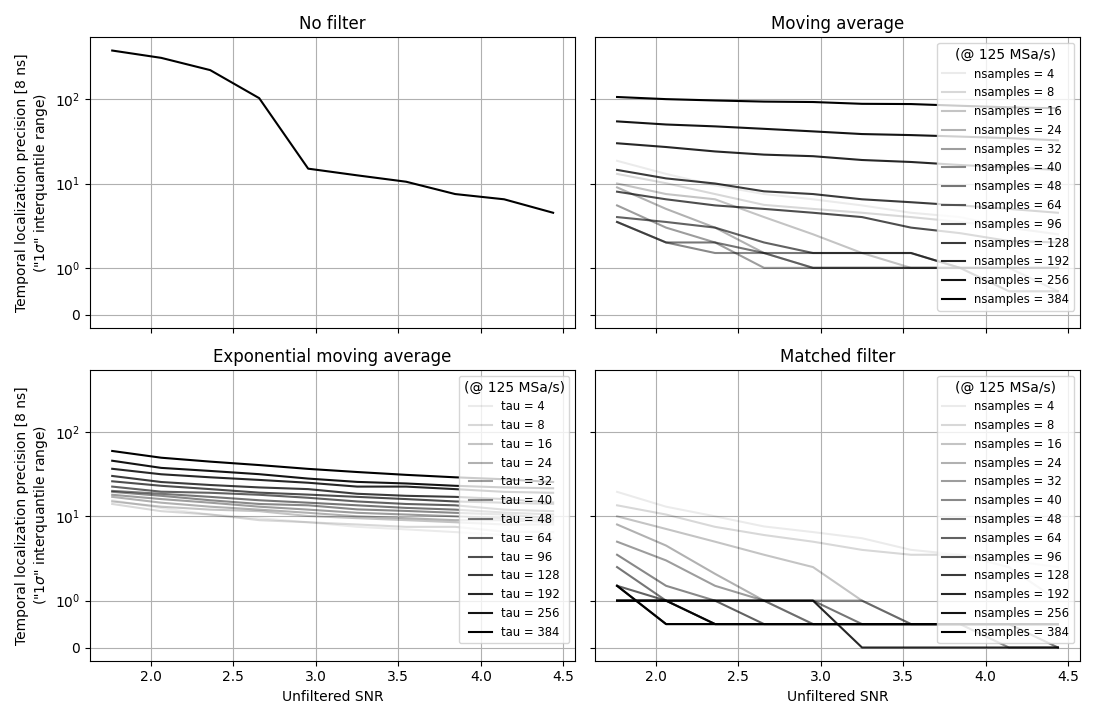 No filter
Temporal localization precision [8 ns]
("1σ" interquantile range)
10²
10¹
10⁰
0
Moving average
(@ 125 MSa/s)
nsamples = 4
nsamples = 8
nsamples = 16
nsamples = 24
nsamples = 32
nsamples = 40
nsamples = 48
nsamples = 64
nsamples = 96
nsamples = 128
nsamples = 192
nsamples = 256
nsamples = 384
Exponential moving average
Temporal localization precision [8 ns]
("1σ" interquantile range)
10²
10¹
10⁰
0
(@ 125 MSa/s)
tau = 4
tau = 8
tau = 16
tau = 24
tau = 32
tau = 40
tau = 48
tau = 64
tau = 96
tau = 128
tau = 192
tau = 256
tau = 384
2.0 2.5 3.0 3.5 4.0 4.5
Unfiltered SNR
Matched filter
(@ 125 MSa/s)
nsamples = 4
nsamples = 8
nsamples = 16
nsamples = 24
nsamples = 32
nsamples = 40
nsamples = 48
nsamples = 64
nsamples = 96
nsamples = 128
nsamples = 192
nsamples = 256
nsamples = 384
2.0 2.5 3.0 3.5 4.0 4.5
Unfiltered SNR